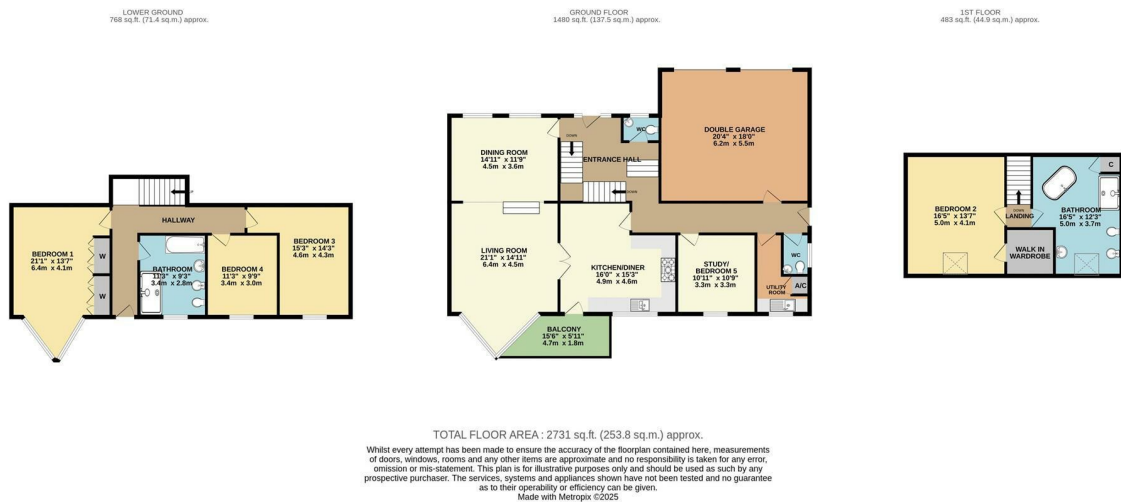 LOWER GROUND
768 sq.ft. (71.4 sq.m.) approx.
GROUND FLOOR
1480 sq.ft. (137.5 sq.m.) approx.
1ST FLOOR
483 sq.ft. (44.9 sq.m.) approx.
HALLWAY
BEDROOM 1
21'1" x 13'7"
6.4m x 4.1m
W
W
BATHROOM
11'3" x 9'3"
3.4m x 2.8m
BEDROOM 4
11'3" x 9'9"
3.4m x 3.0m
BEDROOM 3
15'3" x 14'3"
4.6m x 4.3m
DINING ROOM
14'11" x 11'9"
4.5m x 3.6m
DOWN
ENTRANCE HALL
DOWN
WC
DOUBLE GARAGE
20'4" x 18'0"
6.2m x 5.5m
LIVING ROOM
21'1" x 14'11"
6.4m x 4.5m
KITCHEN/DINER
16'0" x 15'3"
4.9m x 4.6m
STUDY/
BEDROOM 5
10'11" x 10'9"
3.3m x 3.3m
WC
UTILITY
ROOM
A/C
BALCONY
15'6" x 5'11"
4.7m x 1.8m
BEDROOM 2
16'5" x 13'7"
5.0m x 4.1m
DOWN
LANDING
WALK IN
WARDROBE
BATHROOM
16'5" x 12'3"
5.0m x 3.7m
C
TOTAL FLOOR AREA : 2731 sq.ft. (253.8 sq.m.) approx.
Whilst every attempt has been made to ensure the accuracy of the floorplan contained here, measurements
of doors, windows, rooms and any other items are approximate and no responsibility is taken for any error,
omission or mis-statement. This plan is for illustrative purposes only and should be used as such by any
prospective purchaser. The services, systems and appliances shown have not been tested and no guarantee
as to their operability or efficiency can be given.
Made with Metropix ©2025